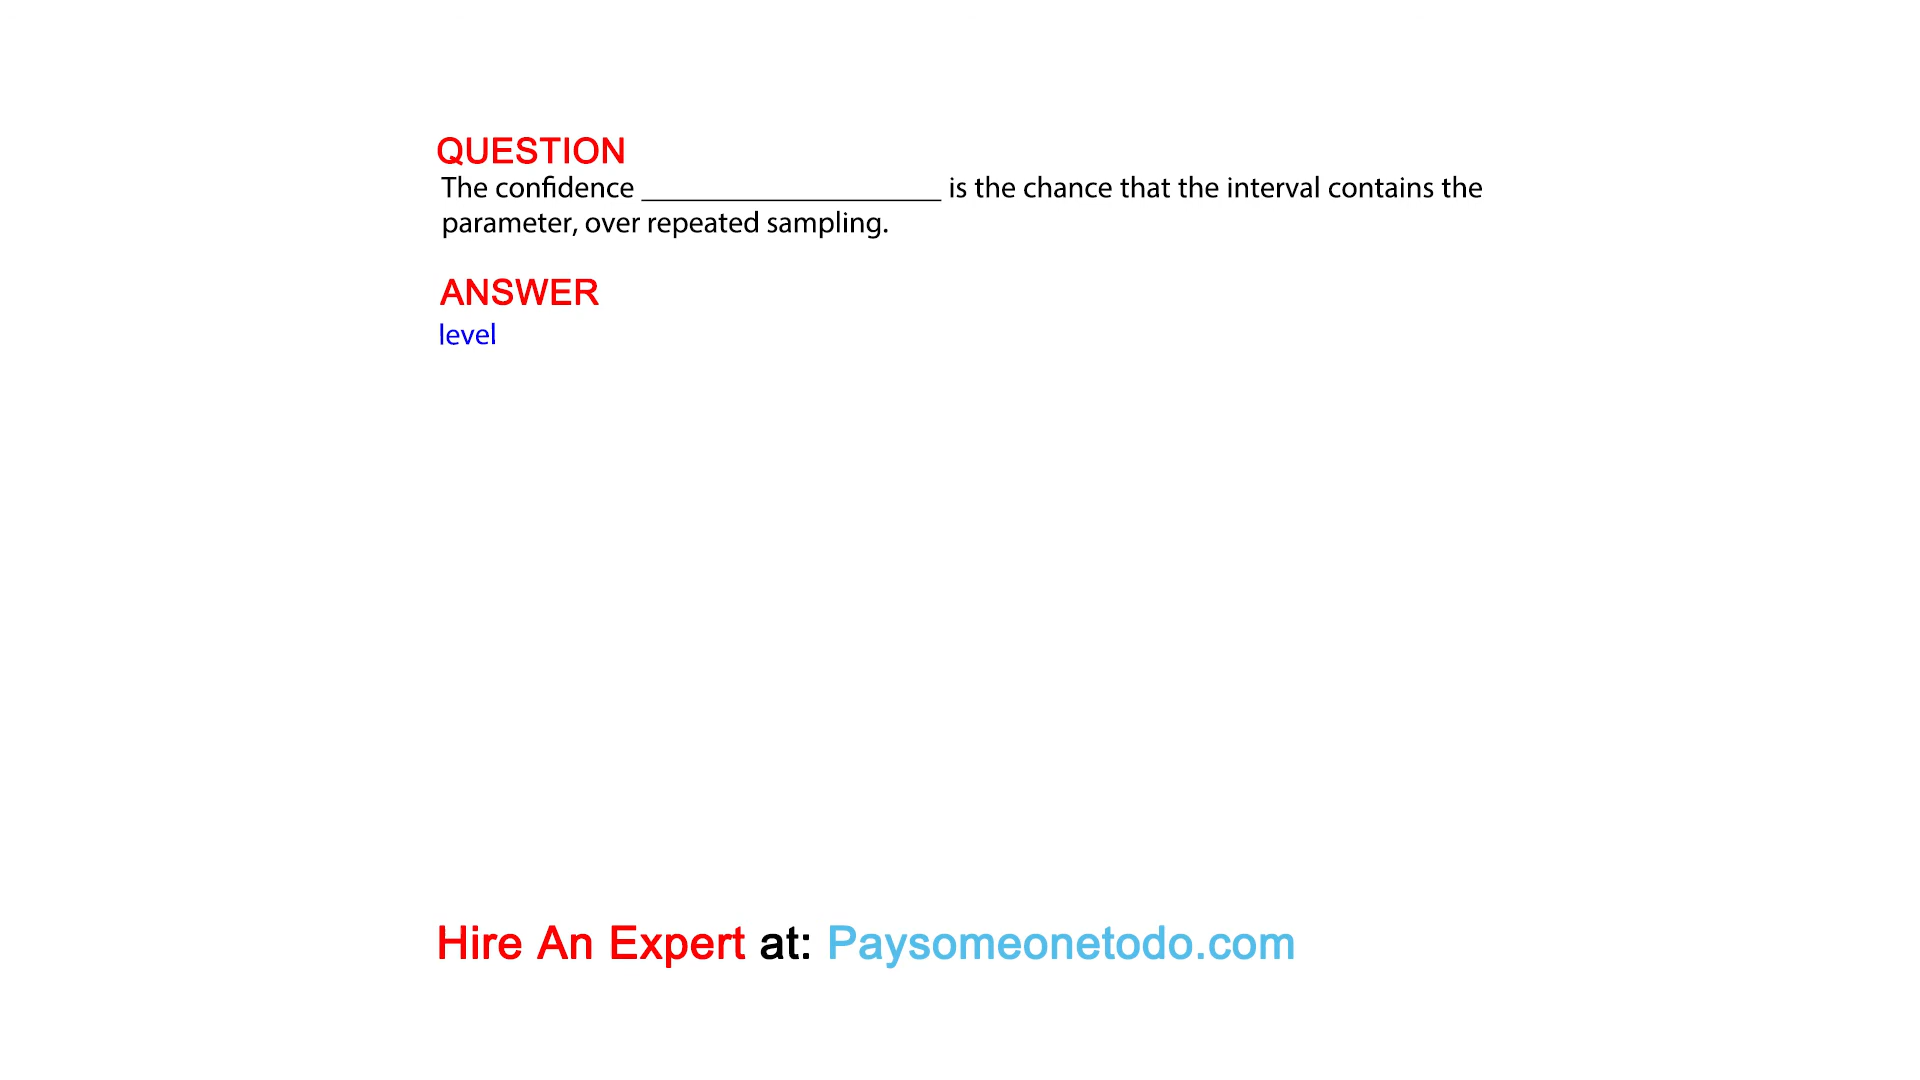 QUESTION
The confidence ____________________ is the chance that the interval contains the
parameter, over repeated sampling.
ANSWER
level
Hire An Expert at: Paysomeonetodo.com